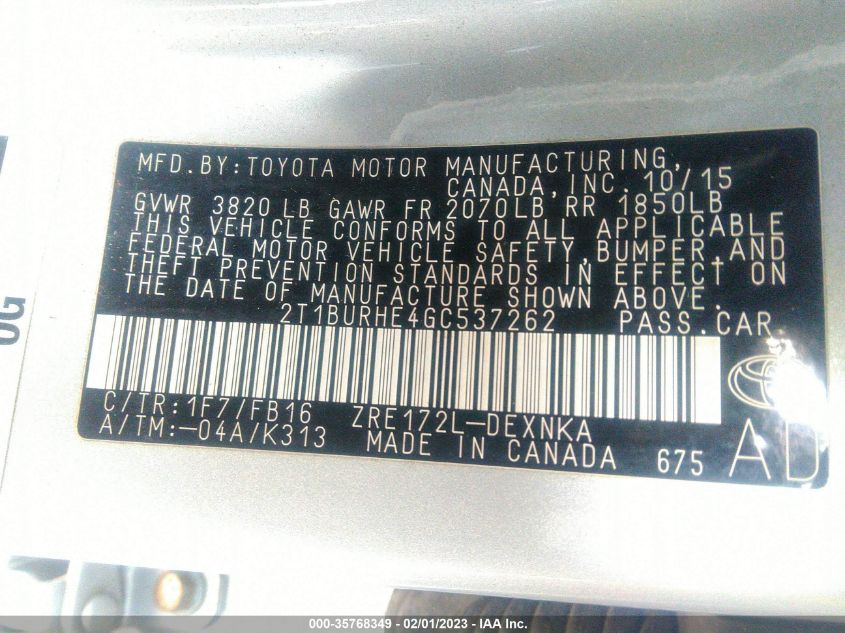 MFD.BY:TOYOTA MOTOR MANUFACTURING,
CANADA,INC. 10/15
GVWR 3820 LB GAWR FR 2070LB RR 1850LB
THIS VEHICLE CONFORMS TO ALL APPLICABLE
FEDERAL MOTOR VEHICLE SAFETY,BUMPER,AND
THEFT PREVENTION STANDARDS IN EFFECT ON
THE DATE OF MANUFACTURE SHOWN ABOVE.
2T1BURHE4GC537262 PASS.CAR
C/TR:1F7/FB16 ZRE172L-DEXNKA
A/TM:-04A/K313 MADE IN CANADA 675
AD
OG
000-35768349 - 02/01/2023 - IAA Inc.